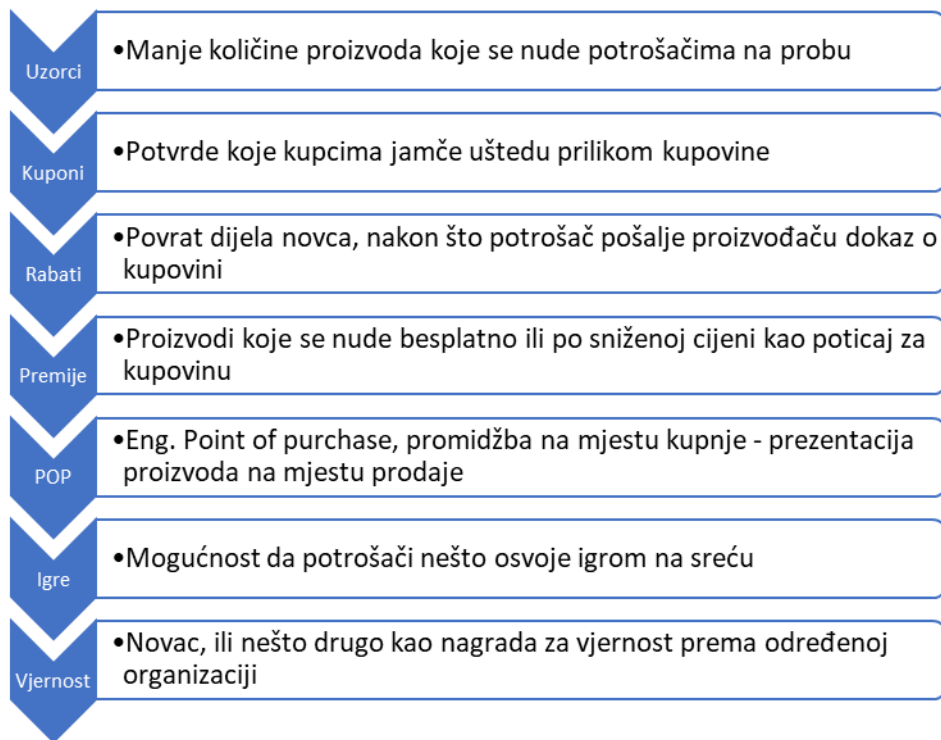 Uzorci
•Manje količine proizvoda koje se nude potrošačima na probu
Kuponi
•Potvrde koje kupcima jamče uštedu prilikom kupovine
Rabati
•Povrat dijela novca, nakon što potrošač pošalje proizvođaču dokaz o
kupovini
Premije
•Proizvodi koje se nude besplatno ili po sniženoj cijeni kao poticaj za
kupovinu
POP
•Eng. Point of purchase, promidžba na mjestu kupnje - prezentacija
proizvoda na mjestu prodaje
Igre
•Mogućnost da potrošači nešto osvoje igrom na sreću
Vjernost
•Novac, ili nešto drugo kao nagrada za vjernost prema određenoj
organizaciji